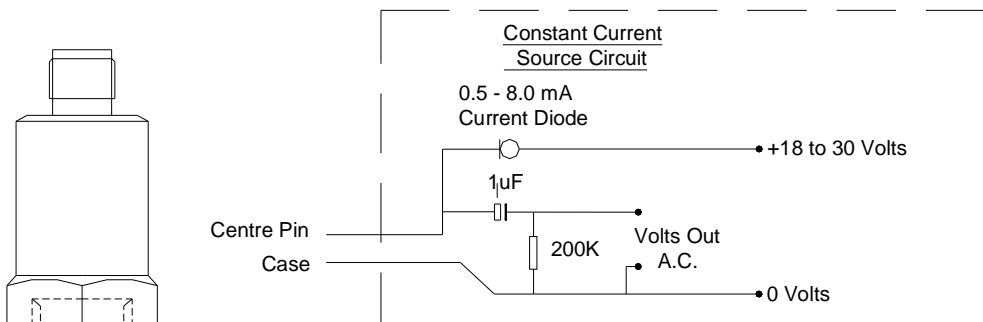 Constant Current
Source Circuit
0.5 - 8.0 mA
Current Diode
+18 to 30 Volts
1uF
Centre Pin
Case
200K
Volts Out
A.C.
0 Volts